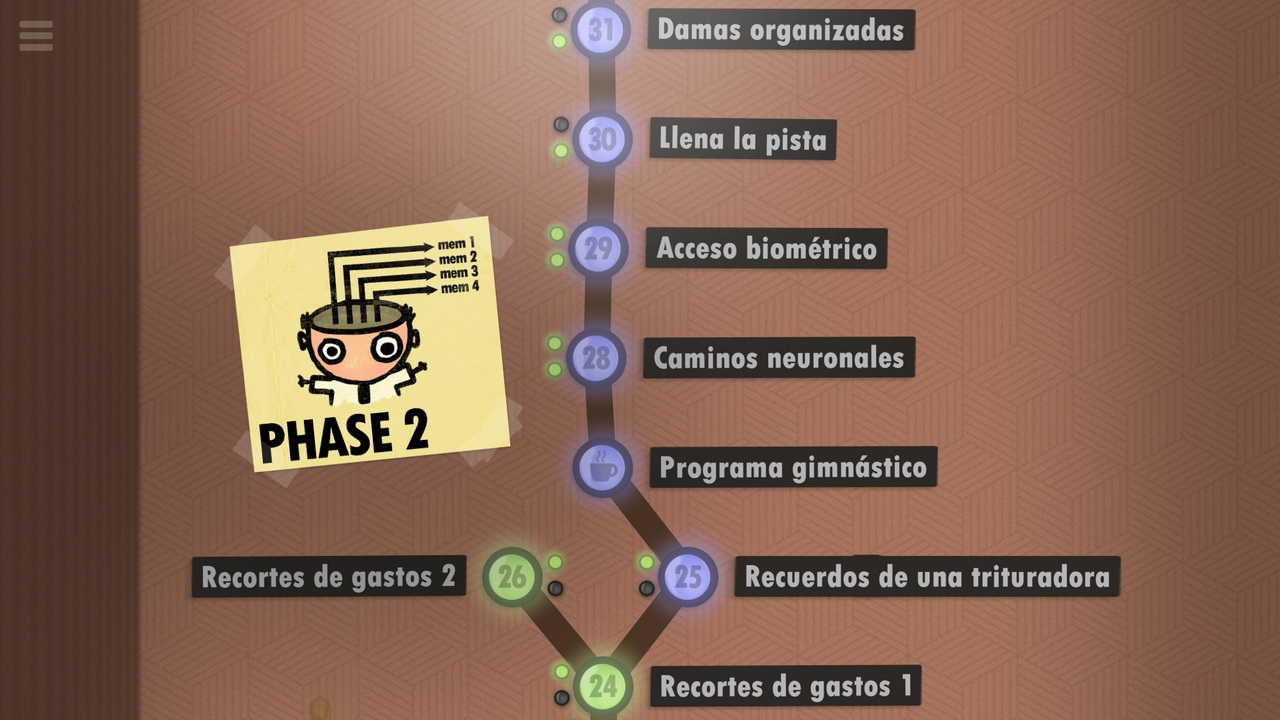 31 Damas organizadas
30 Llena la pista
29 Acceso biométrico
mem 1
mem 2
mem 3
mem 4
PHASE 2
28 Caminos neuronales
Programa gimnástico
Recortes de gastos 2 26
25 Recuerdos de una trituradora
24 Recortes de gastos 1